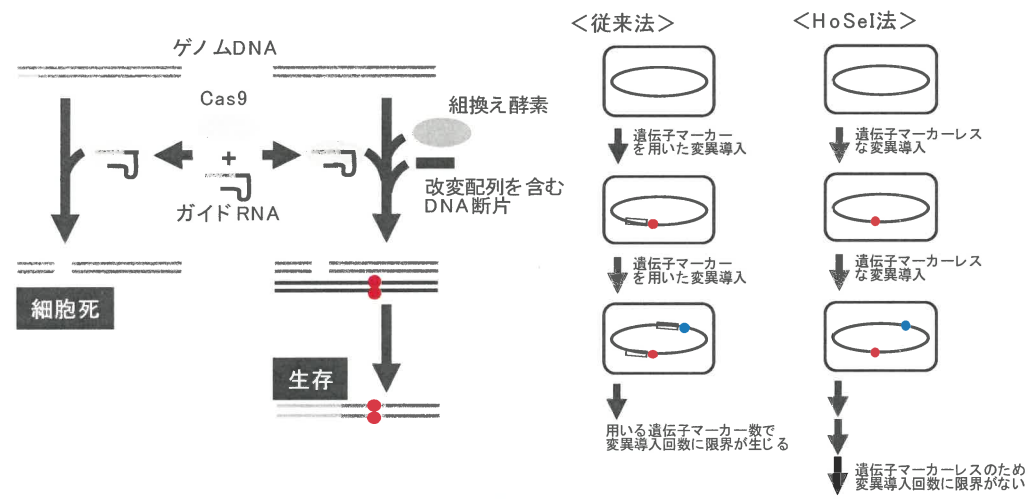 ゲノムDNA
Cas9
+
ガイドRNA
組換え酵素
改変配列を含む
DNA断片
細胞死
生存
＜従来法＞
遺伝子マーカー
を用いた変異導入
遺伝子マーカー
を用いた変異導入
用いる遺伝子マーカー数で
変異導入回数に限界が生じる
＜HoSeI法＞
遺伝子マーカーレス
な変異導入
遺伝子マーカーレス
な変異導入
遺伝子マーカーレスのため
変異導入回数に限界がない